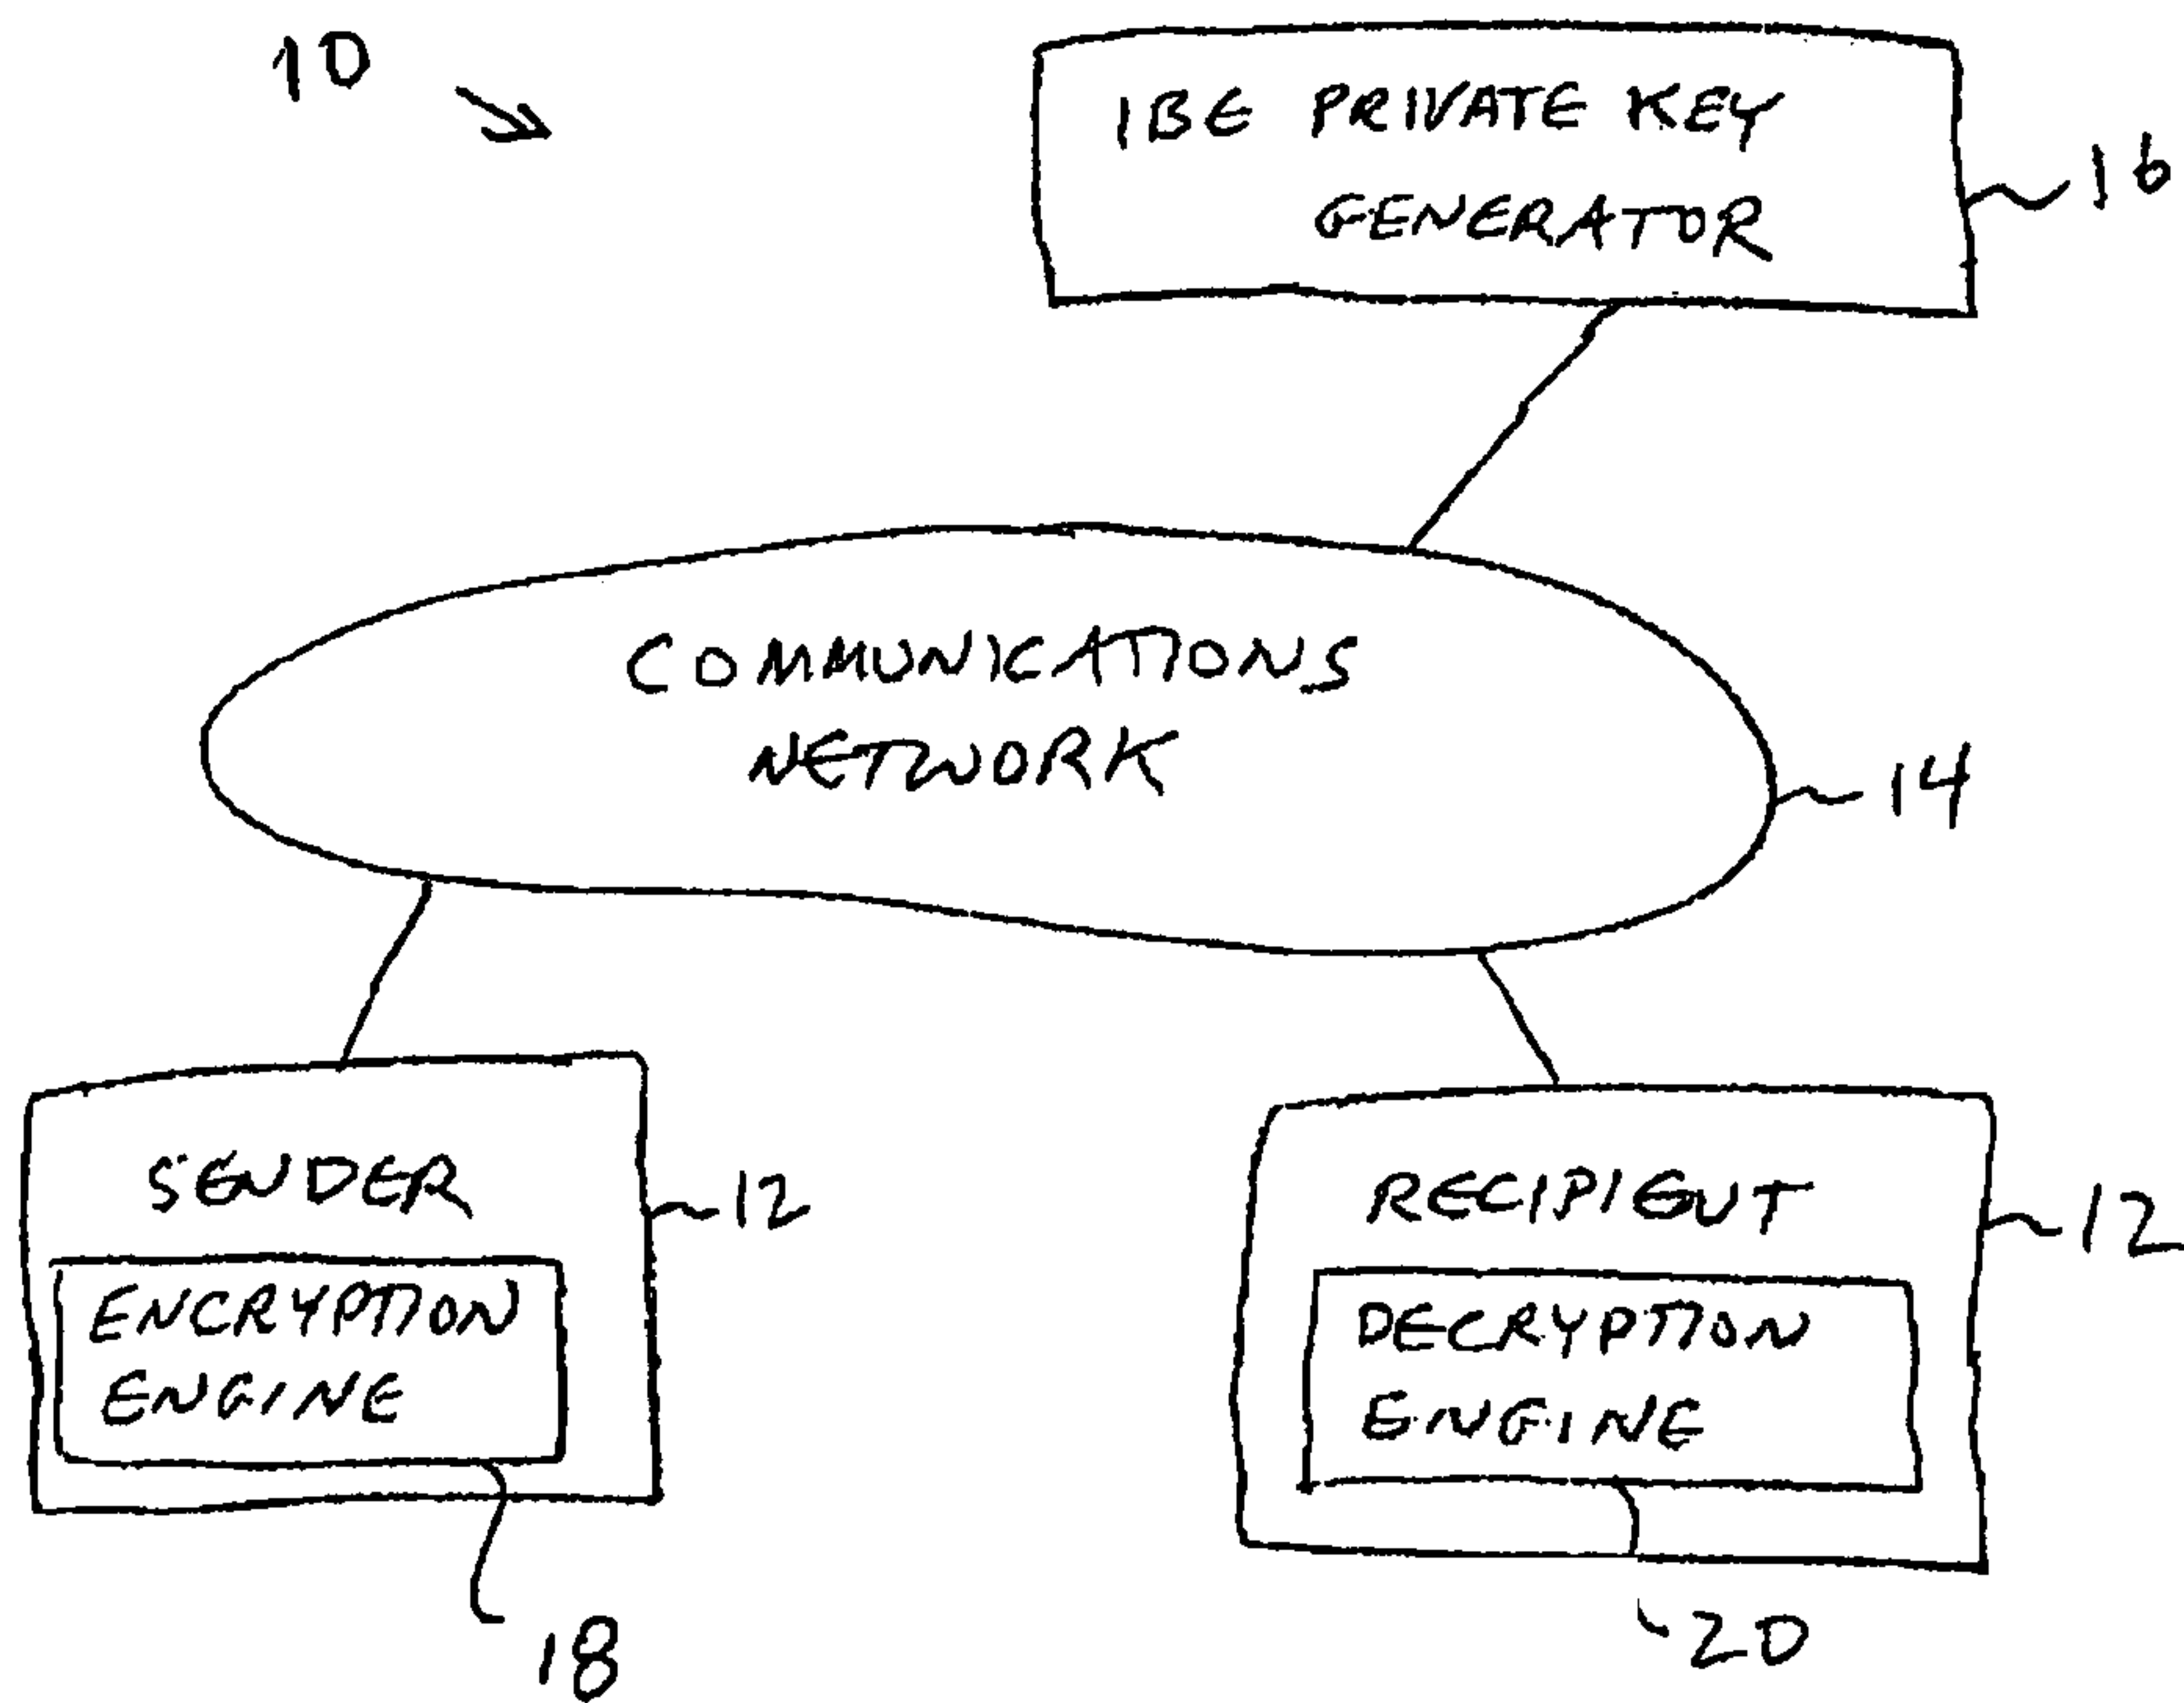 10
IBE PRIVATE KEY
GENERATOR
16
COMMUNICATIONS
NETWORK
14
SENDER
12
ENCRYPTION
ENGINE
18
RECIPIENT
12
DECRYPTION
ENGINE
20